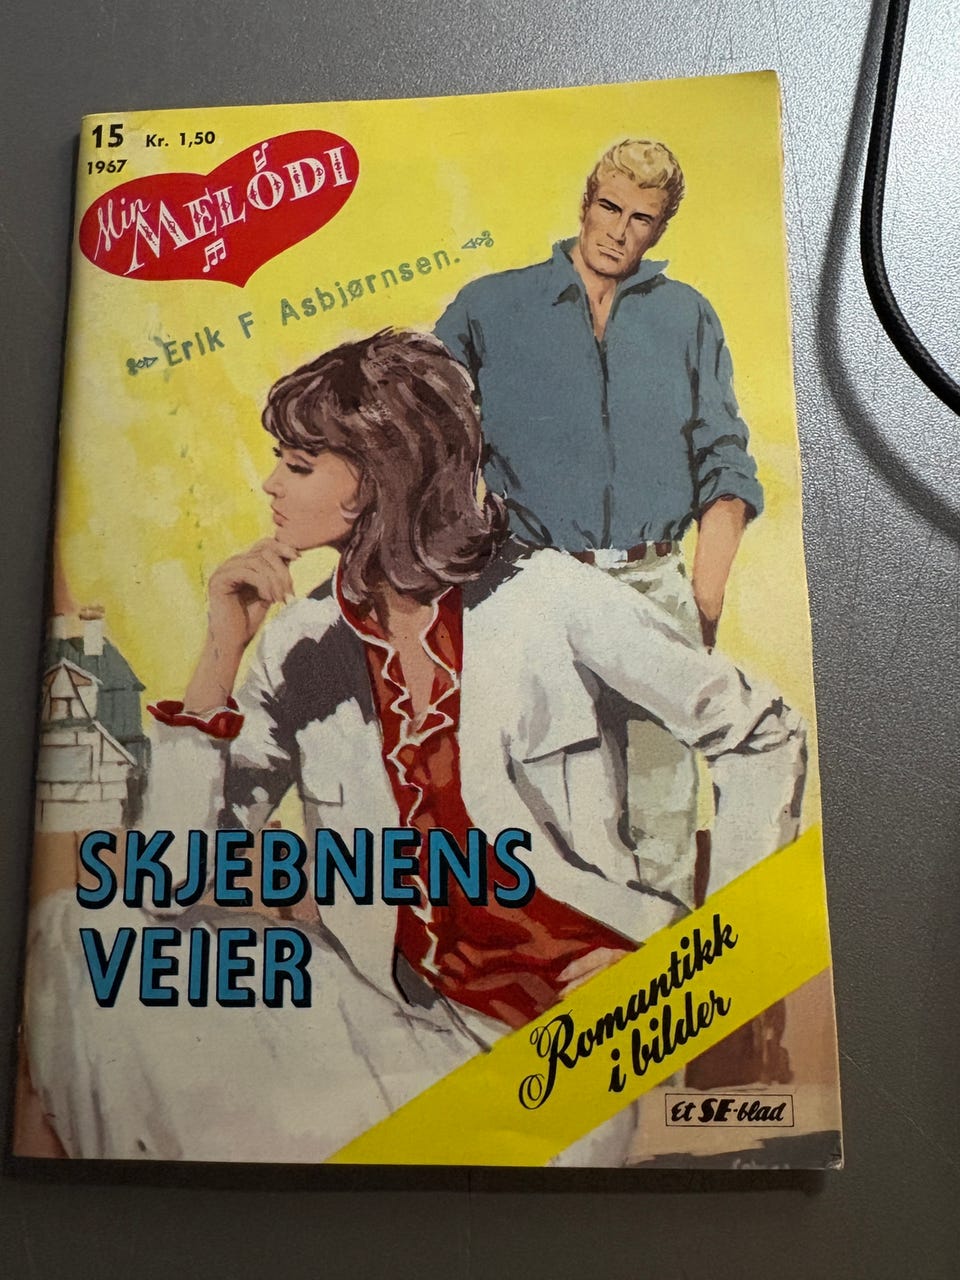 15 Kr. 1,50
1967
Min
MELODI
Erik F Asbjørnsen.
SKJEBNENS
VEIER
Romantikk
i bilder
Et SE-blad